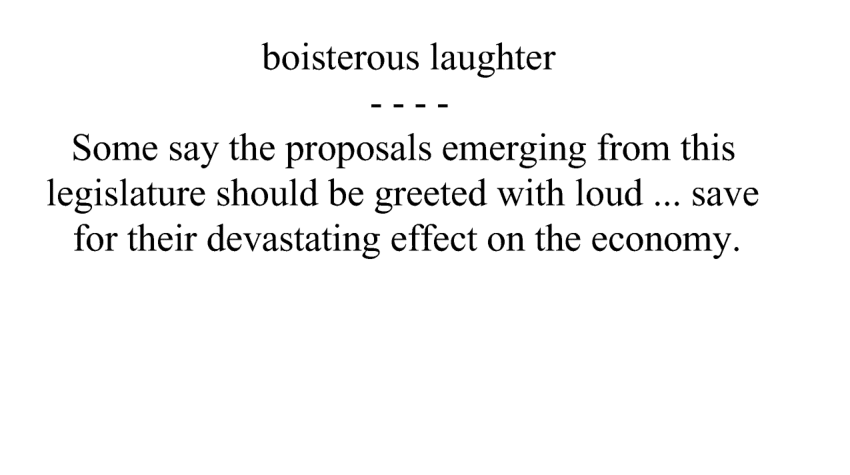 boisterous laughter
- - - -
Some say the proposals emerging from this
legislature should be greeted with loud ... save
for their devastating effect on the economy.